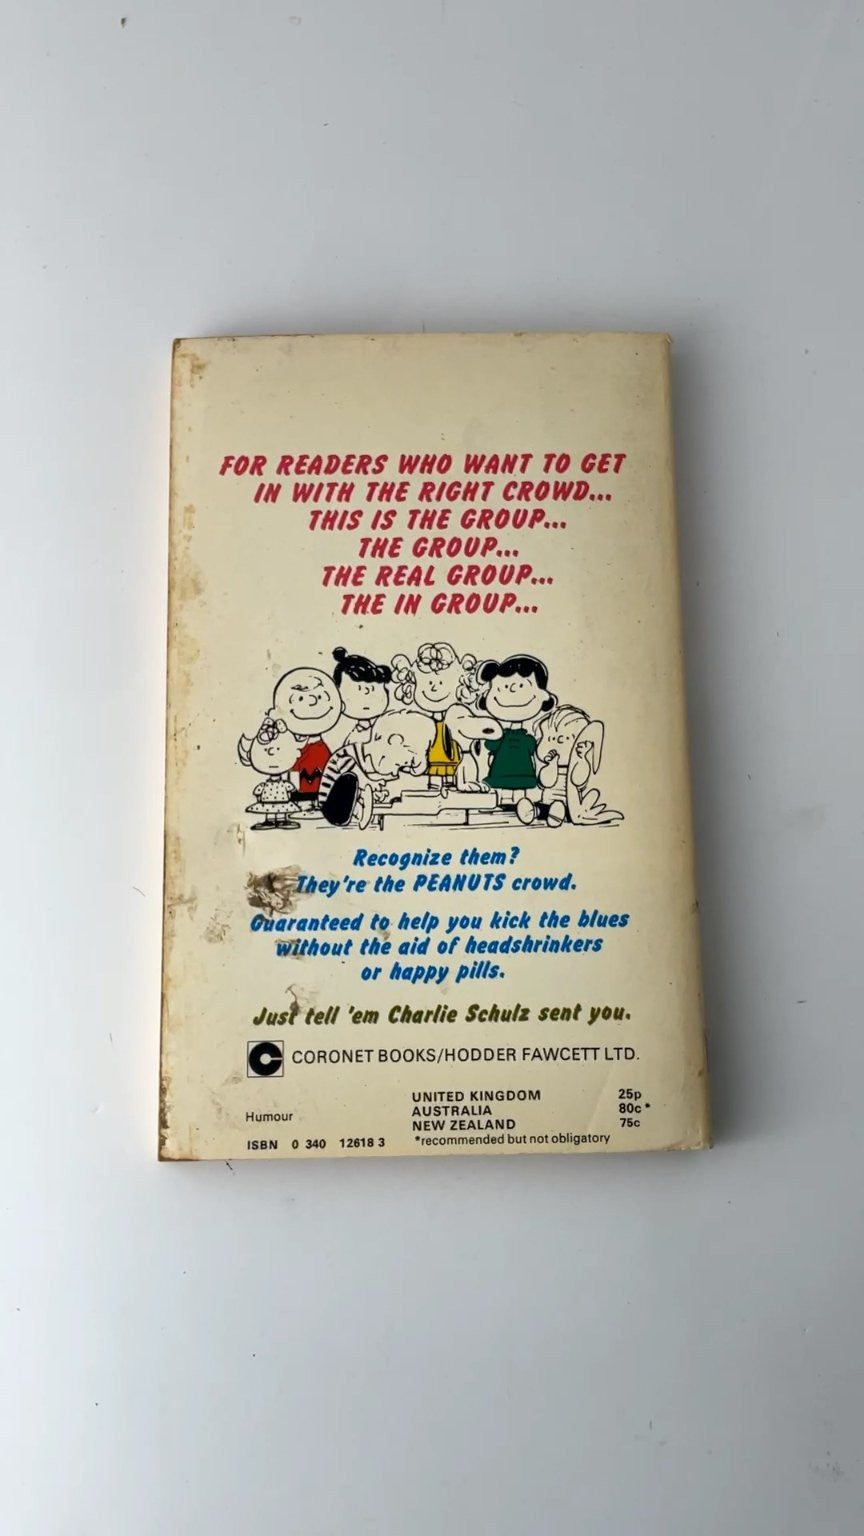 FOR READERS WHO WANT TO GET
IN WITH THE RIGHT CROWD...
THIS IS THE GROUP...
THE GROUP...
THE REAL GROUP...
THE IN GROUP...
Recognize them?
They're the PEANUTS crowd.
Guaranteed to help you kick the blues
without the aid of headshrinkers
or happy pills.
Just tell 'em Charlie Schulz sent you.
CORONET BOOKS/HODDER FAWCETT LTD.
UNITED KINGDOM 25p
AUSTRALIA 80c*
Humour
NEW ZEALAND 75c
ISBN 0 340 12618 3 *recommended but not obligatory